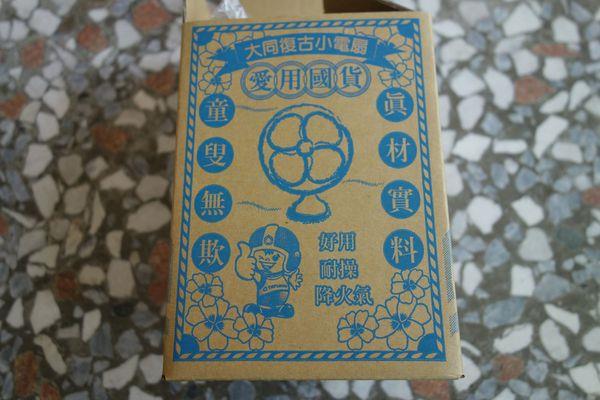 大同復古小電扇
愛用國貨
真材實料
童叟無欺
好用
耐操
降火氣